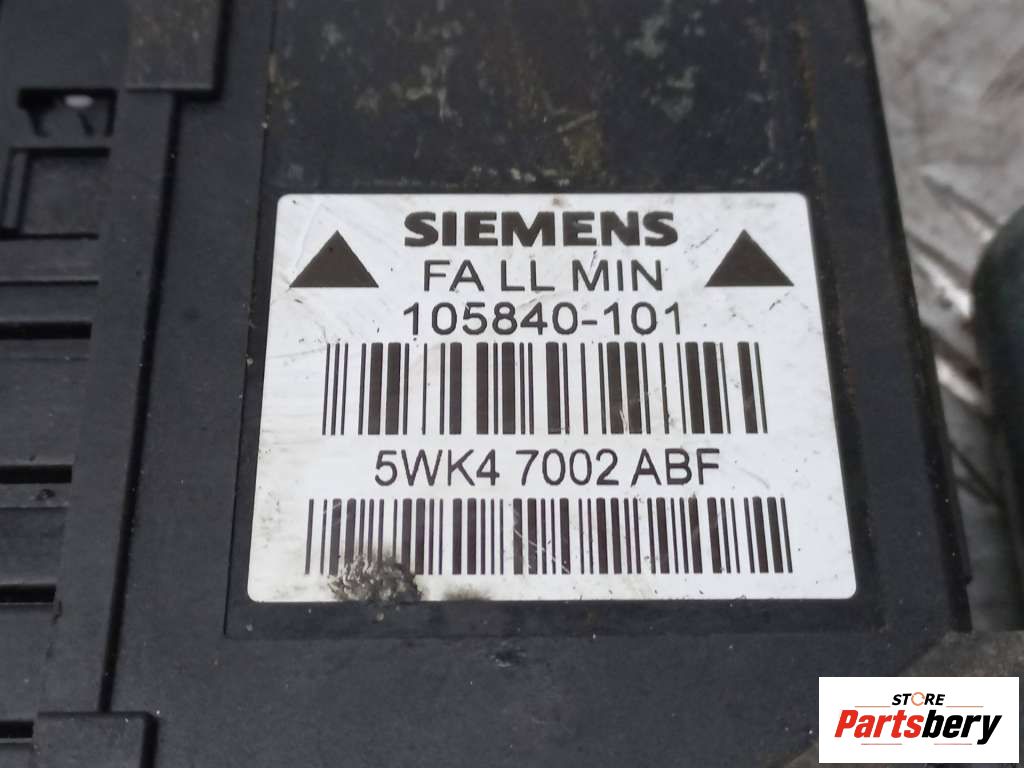 SIEMENS
FA LL MIN
105840-101
5WK4 7002 ABF
STORE
Partsbery